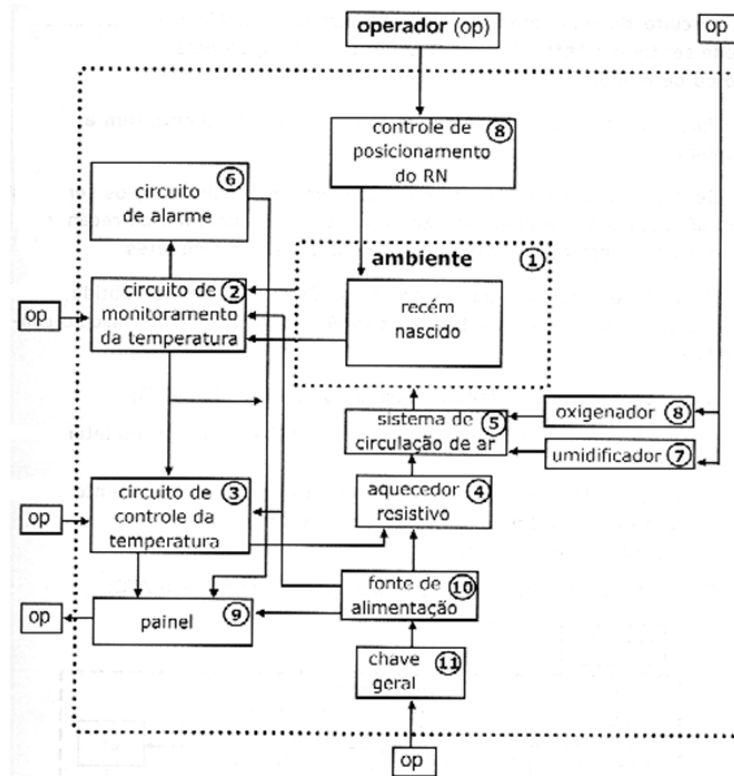 operador (op)
op
controle de
posicionamento
do RN
8
circuito
de alarme
6
ambiente
1
circuito de
monitoramento
da temperatura
2
op
recém
nascido
sistema de
circulação de ar
5
oxigenador
8
umidificador
7
circuito de
controle da
temperatura
3
op
aquecedor
resistivo
4
fonte de
alimentação
10
painel
9
op
chave
geral
11
op